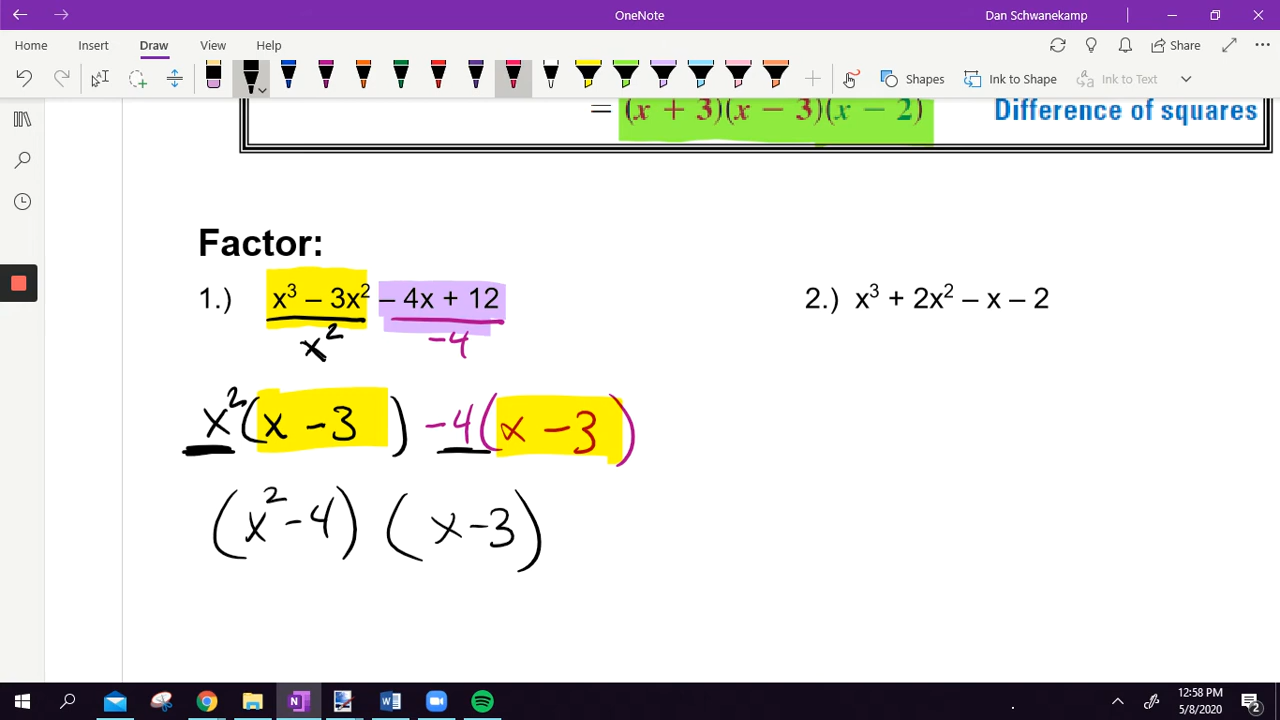 OneNote
Dan Schwanekamp
Home Insert Draw View Help
Share
Shapes Ink to Shape Ink to Text
= (x + 3)(x − 3)(x − 2) Difference of squares
Factor:
1.) x³ – 3x² – 4x + 12
2.) x³ + 2x² – x – 2
x² -4
x²(x -3) -4(x -3)
(x²-4) (x-3)
12:58 PM
5/8/2020
2